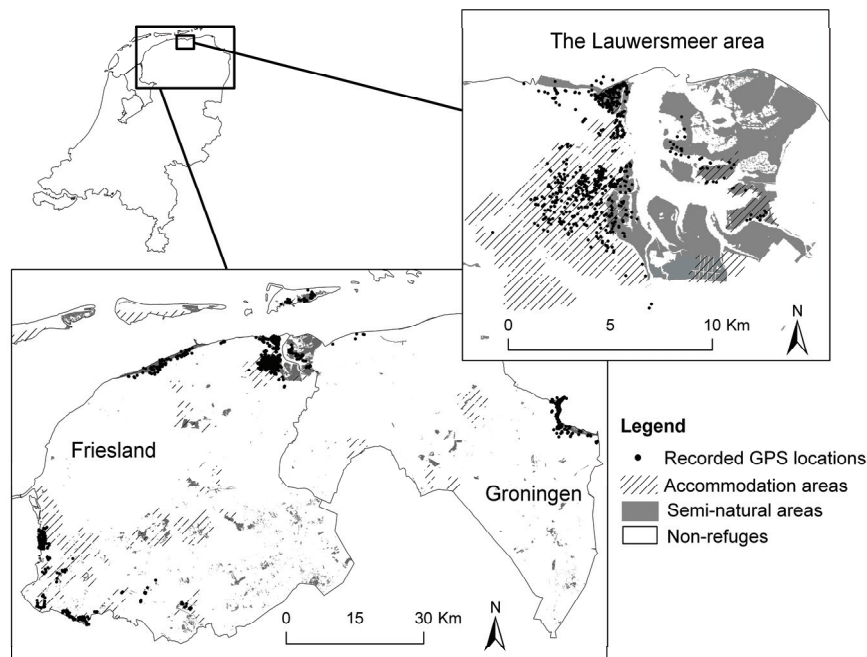 The Lauwersmeer area
N
0 5 10 Km
Friesland
Groningen
N
0 15 30 Km
Legend
Recorded GPS locations
Accommodation areas
Semi-natural areas
Non-refuges